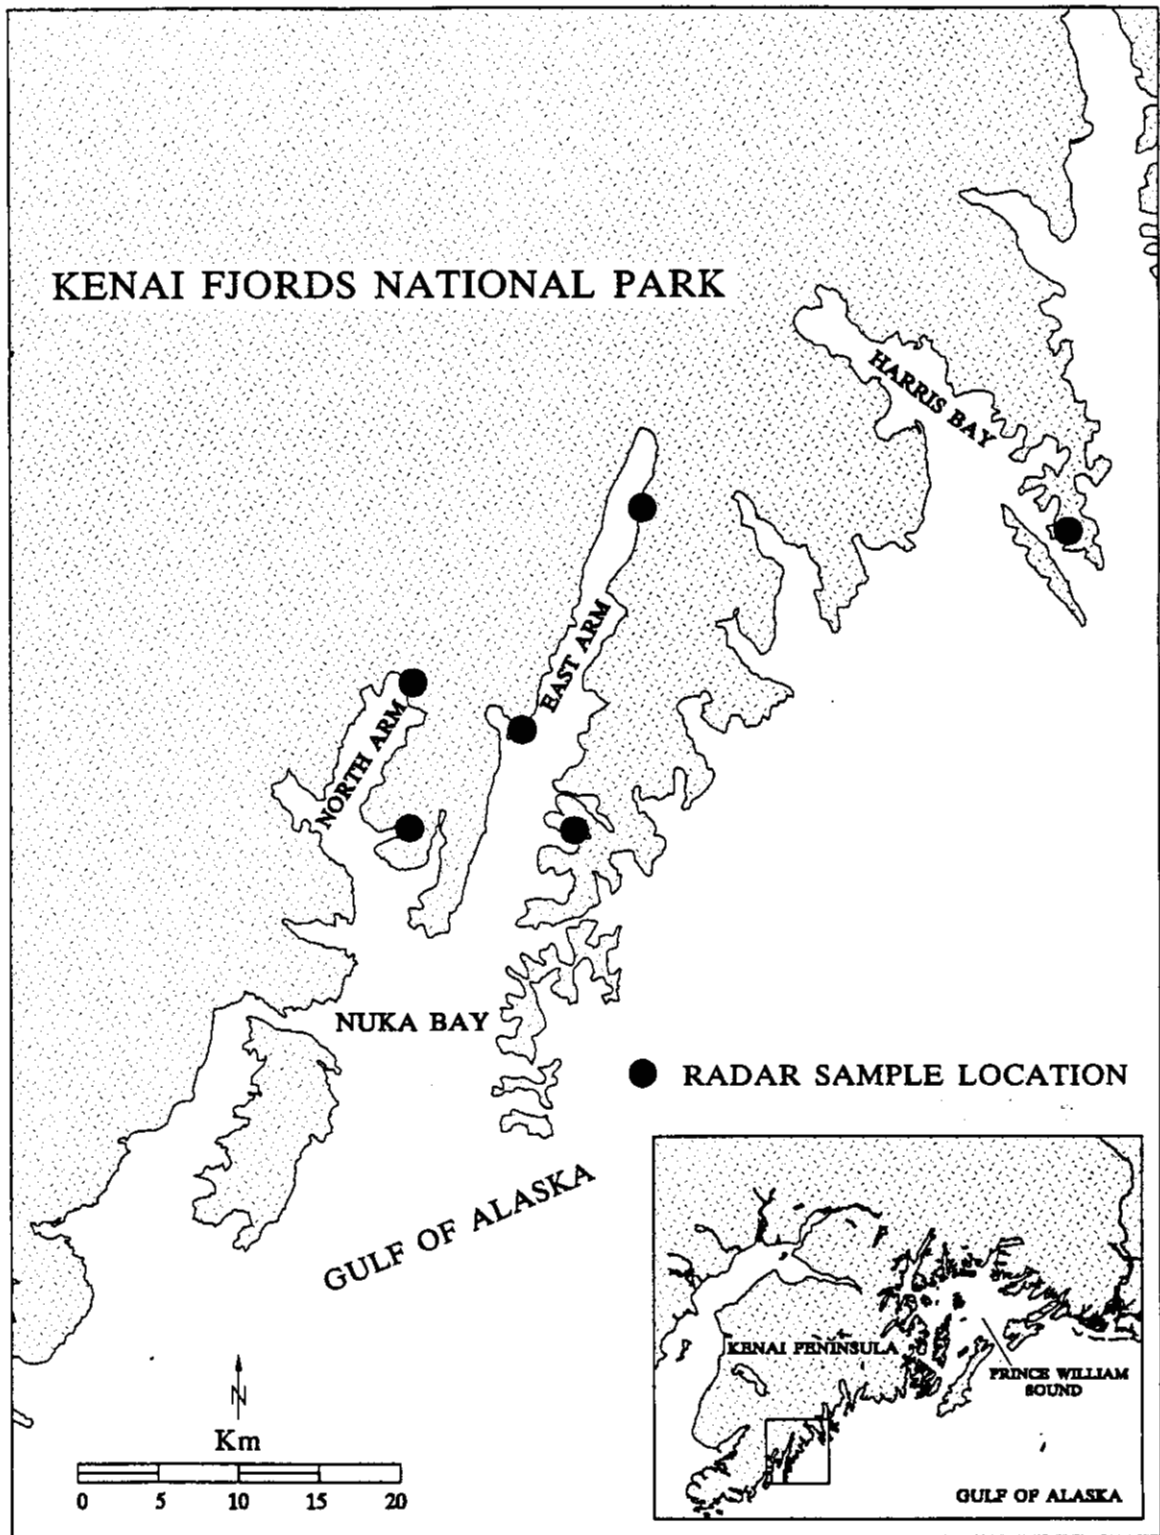 KENAI FJORDS NATIONAL PARK
HARRIS BAY
EAST ARM
NORTH ARM
NUKA BAY
RADAR SAMPLE LOCATION
GULF OF ALASKA
N
Km
0 5 10 15 20
KENAI PENINSULA
PRINCE WILLIAM
SOUND
GULF OF ALASKA